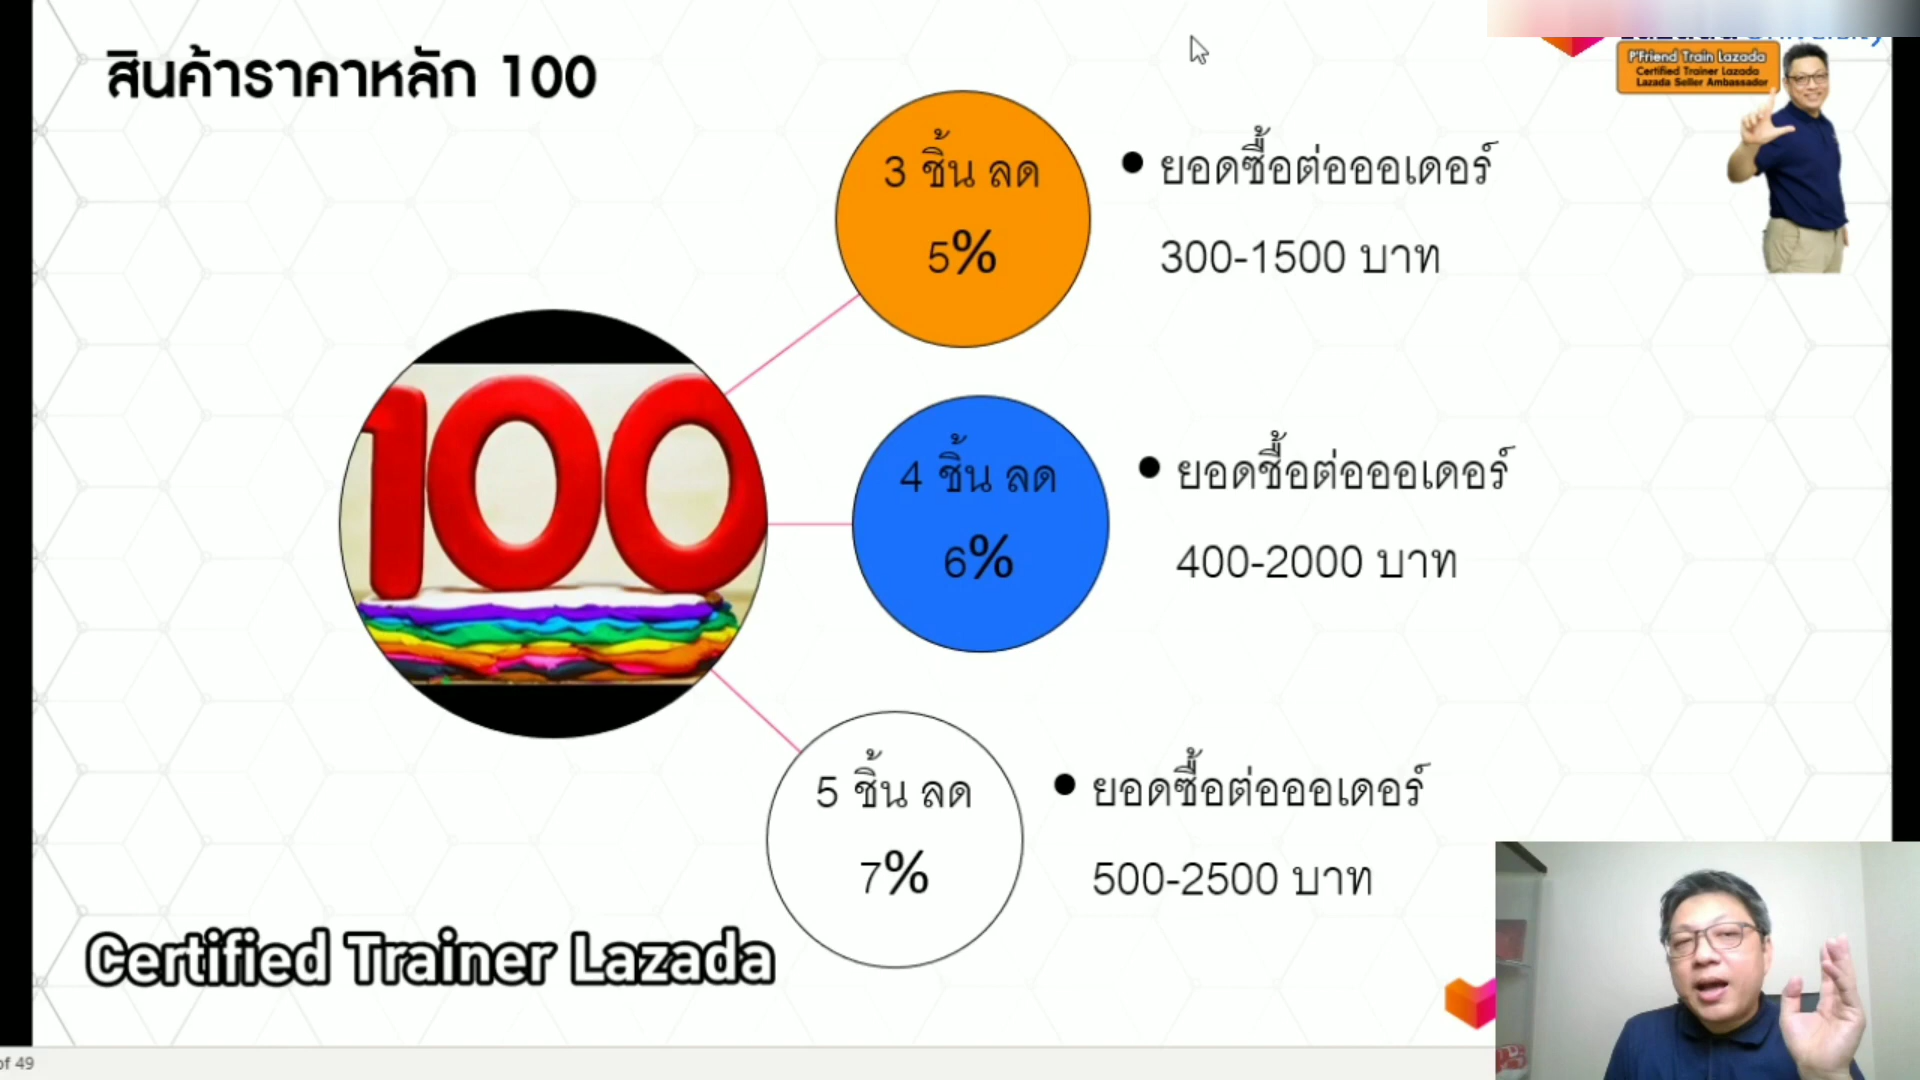 สินค้าราคาหลัก 100
P'Friend Train Lazada
Certified Trainer Lazada
Lazada Seller Ambassador
3 ชิ้น ลด
5%
• ยอดซื้อต่อออเดอร์
300-1500 บาท
100
4 ชิ้น ลด
6%
• ยอดซื้อต่อออเดอร์
400-2000 บาท
5 ชิ้น ลด
7%
• ยอดซื้อต่อออเดอร์
500-2500 บาท
Certified Trainer Lazada
of 49